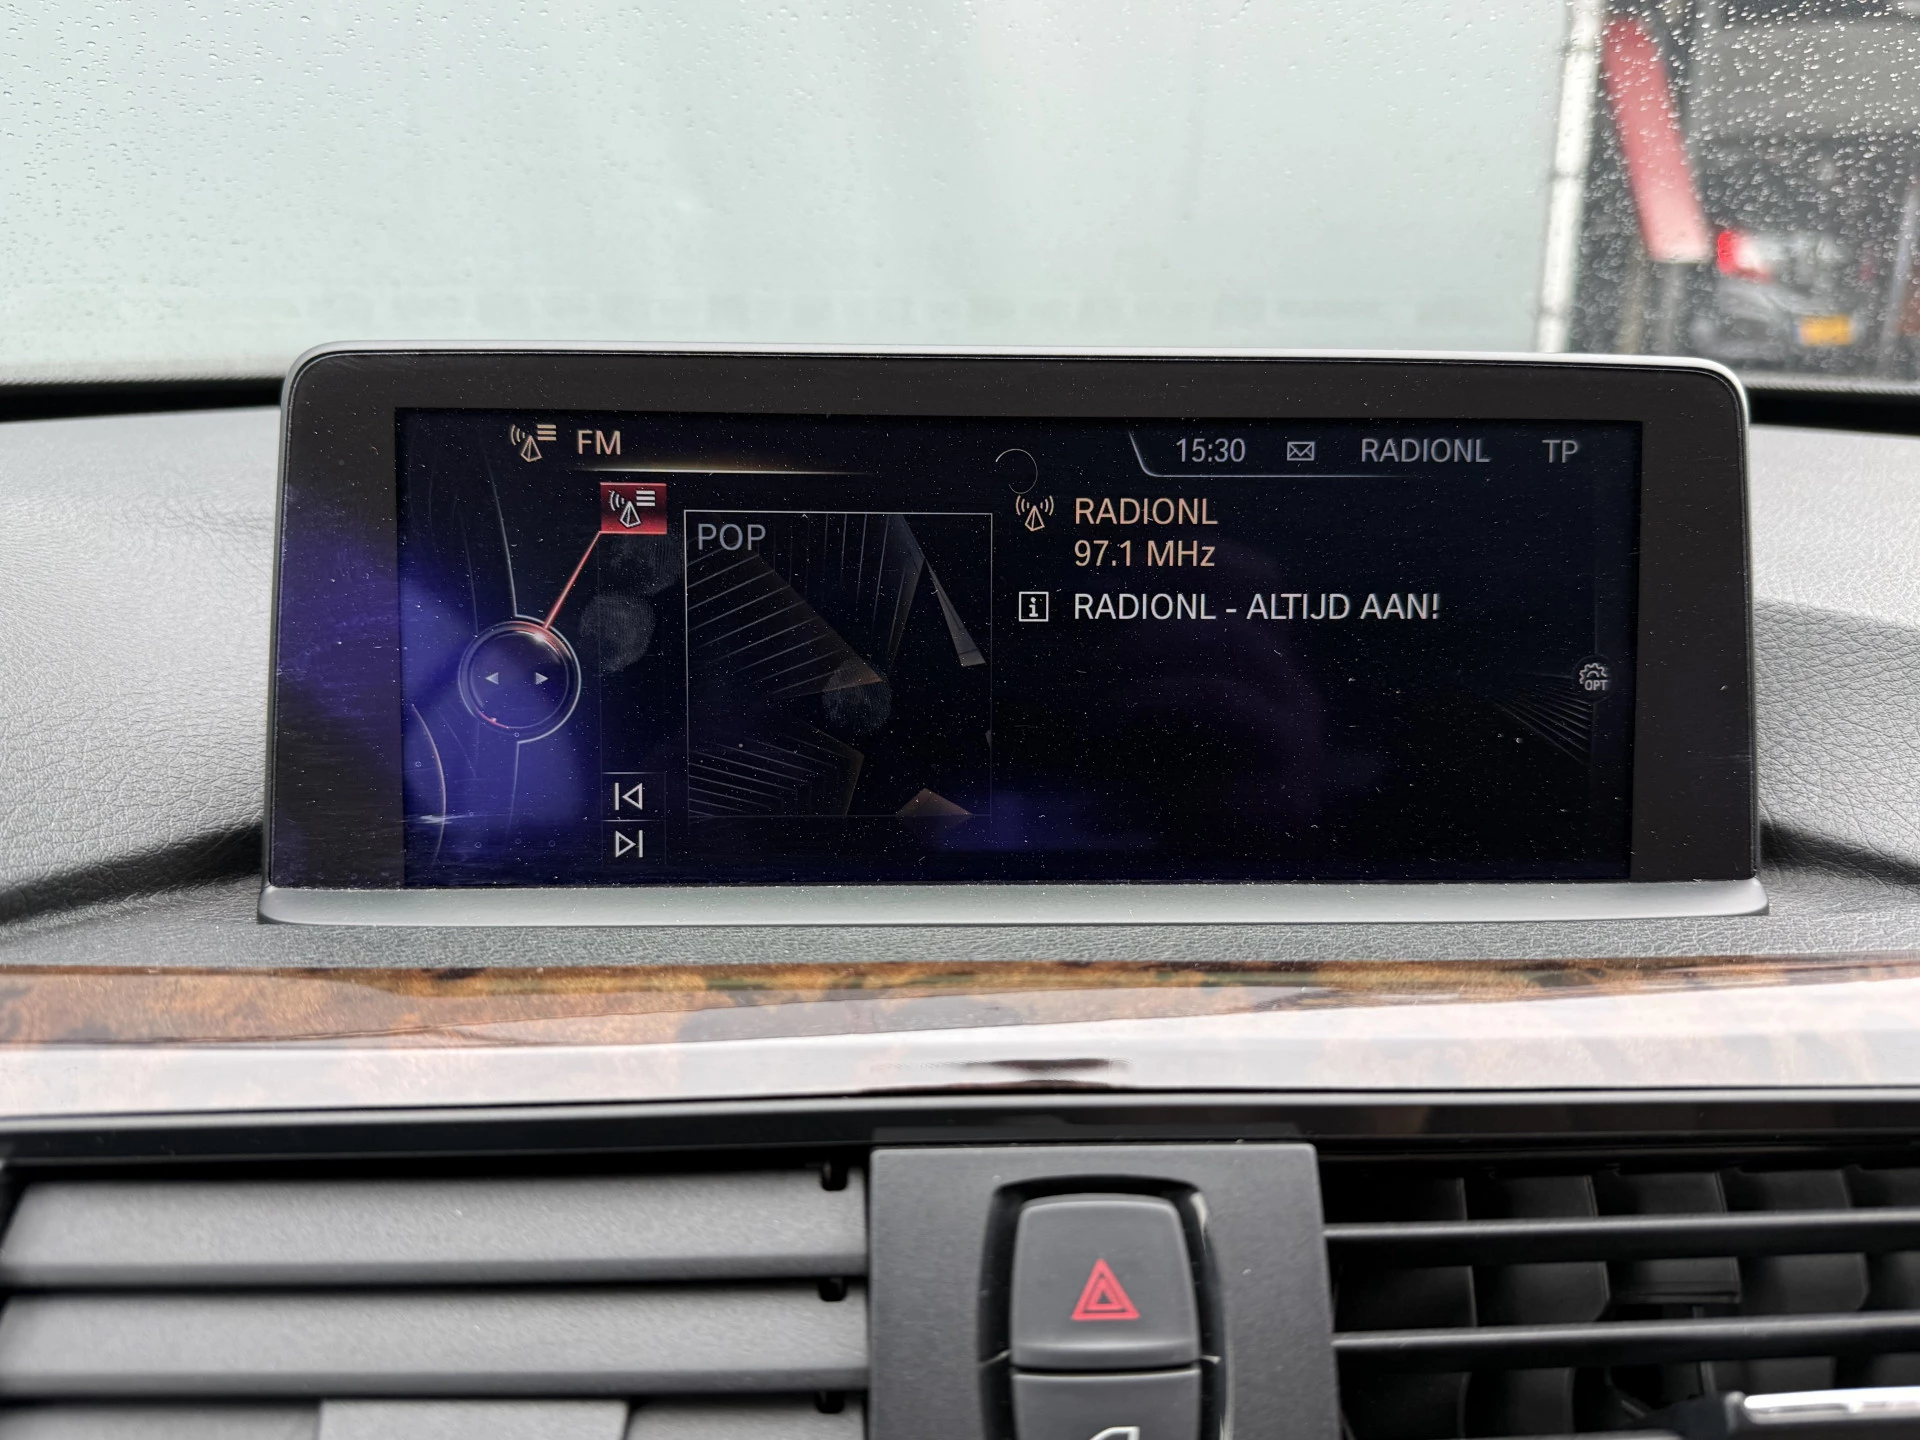 FM
15:30 RADIONL TP
POP
RADIONL
97.1 MHz
i RADIONL - ALTIJD AAN!
OPT